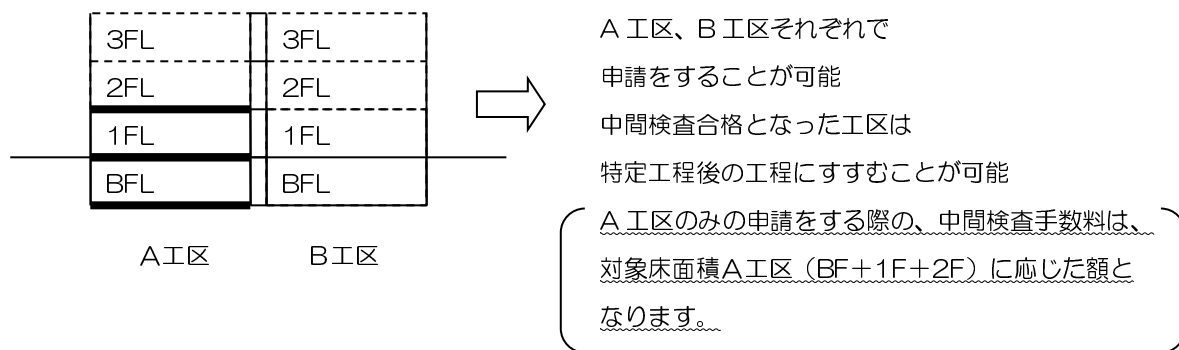 3FL 3FL
2FL 2FL
1FL 1FL
BFL BFL
A工区 B工区
A工区、B工区それぞれで
申請をすることが可能
中間検査合格となった工区は
特定工程後の工程にすすむことが可能
A工区のみの申請をする際の、中間検査手数料は、
対象床面積A工区（BF＋1F＋2F）に応じた額と
なります。